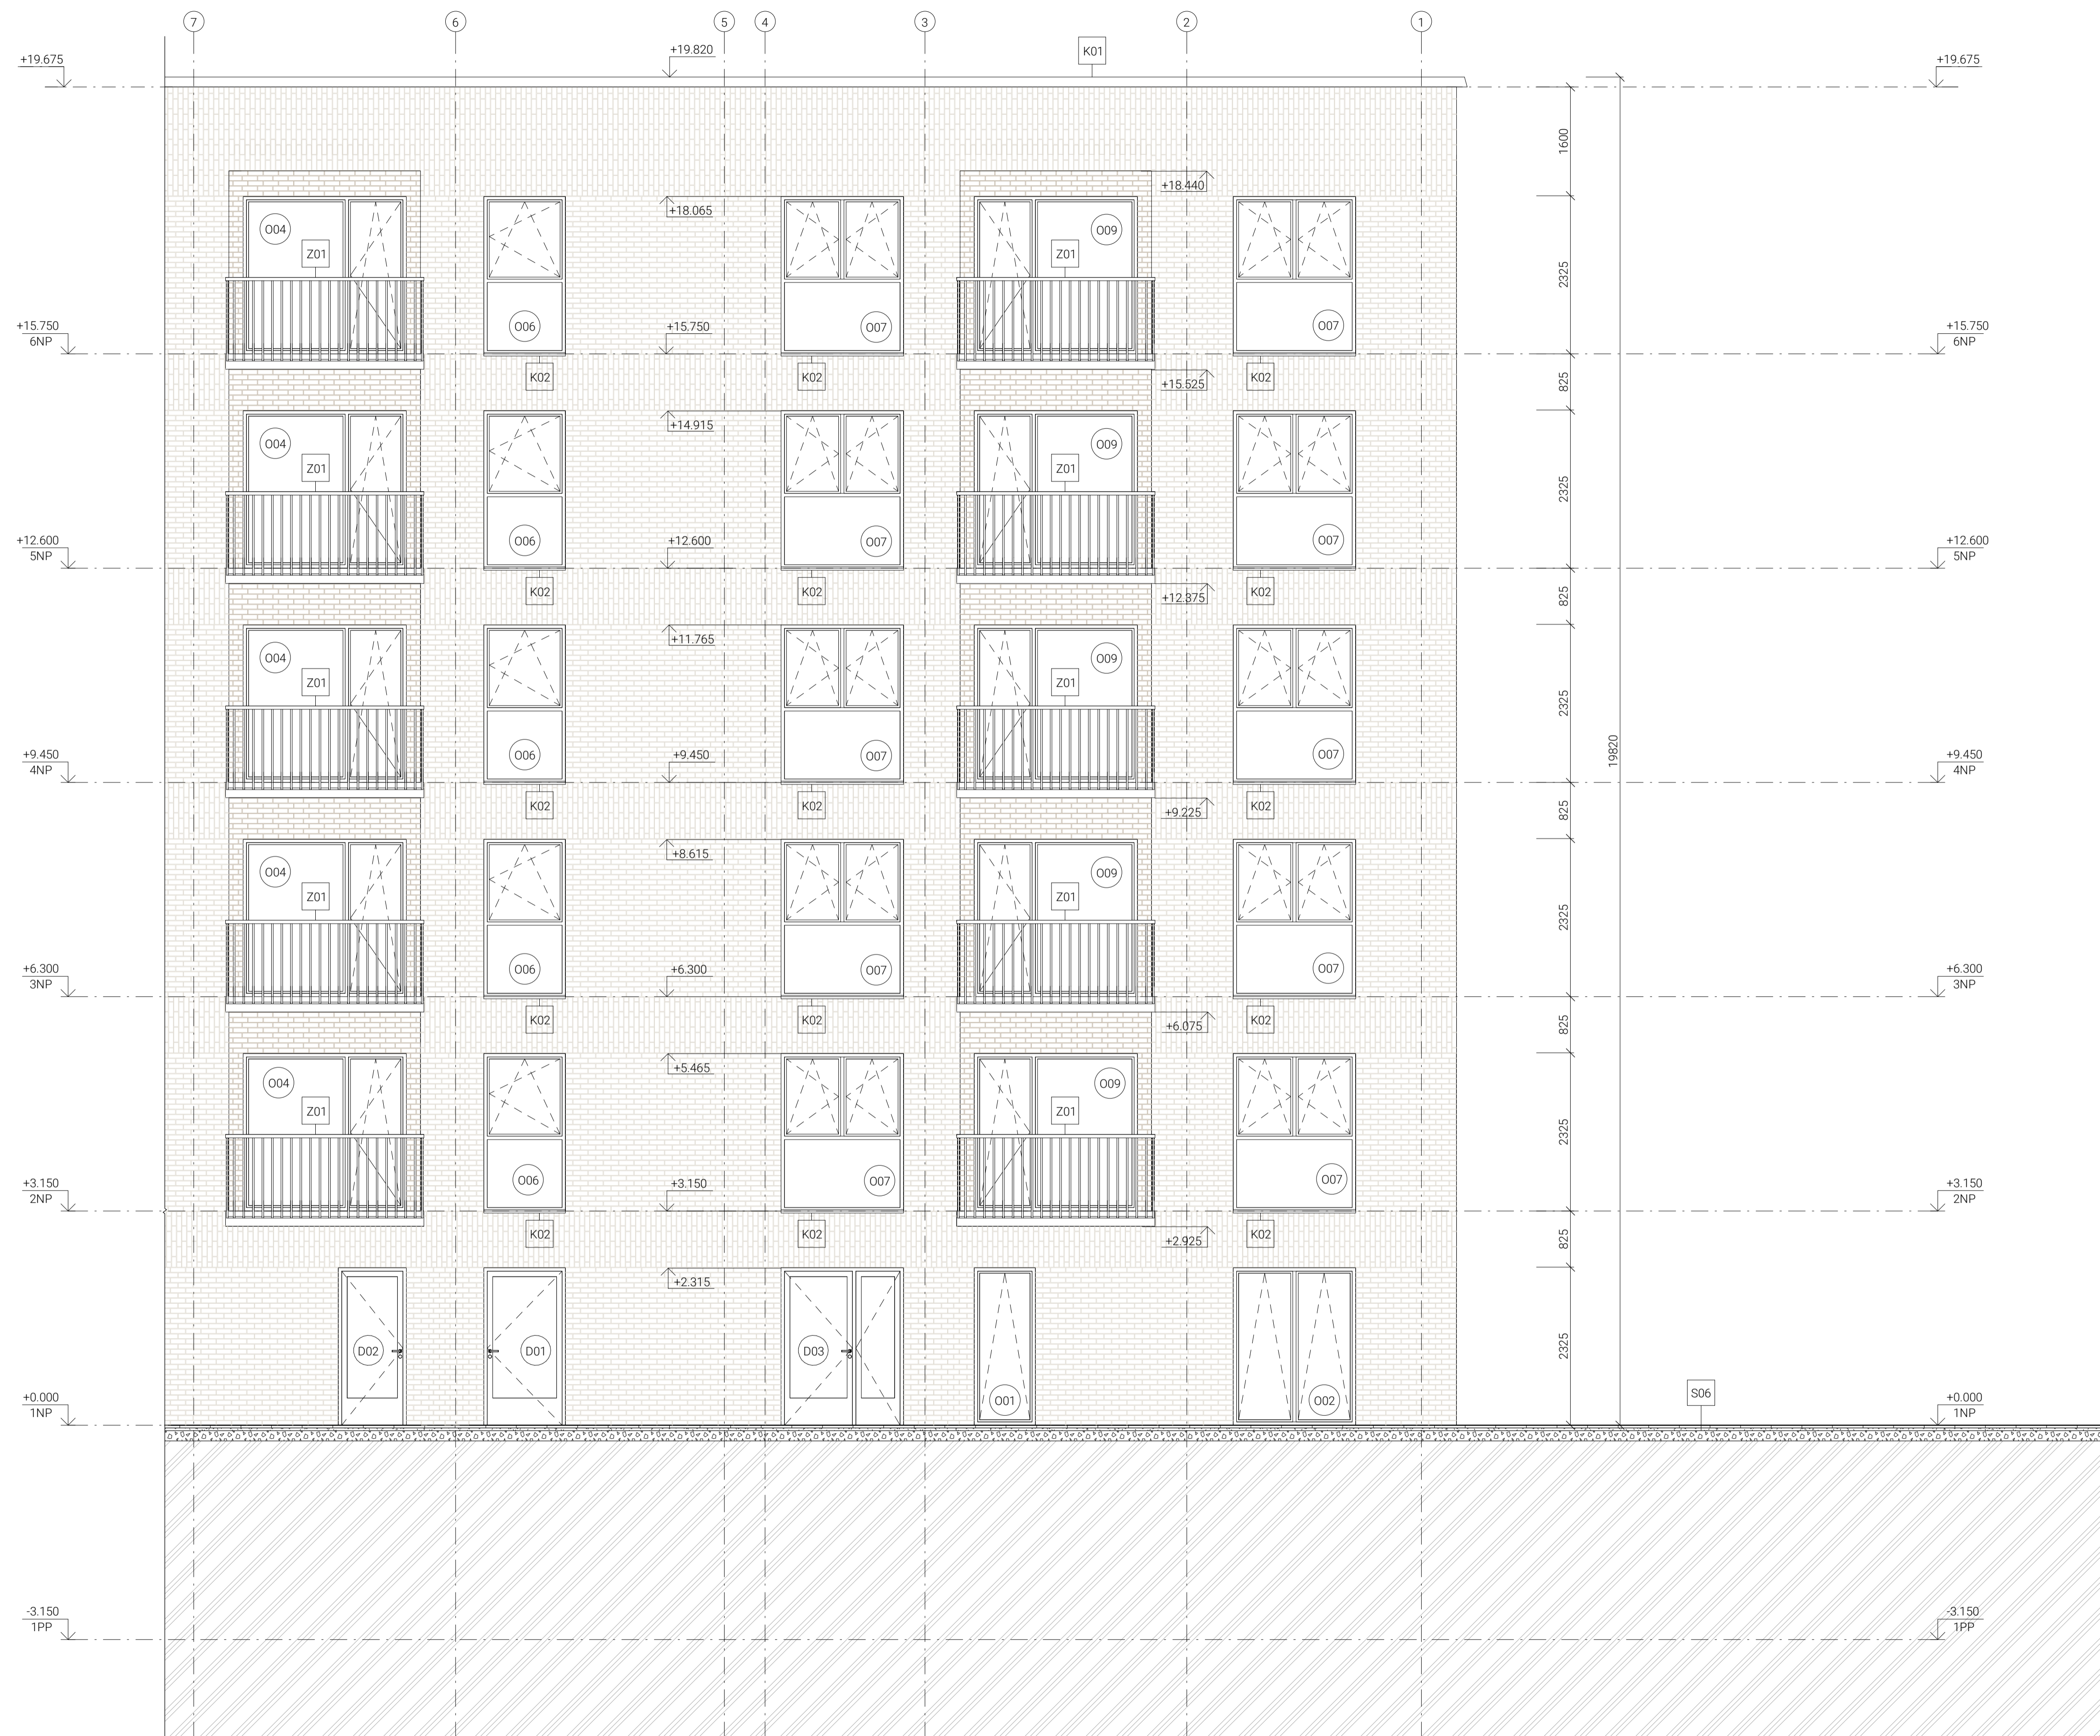 7 6 5 4 3 2 1
K01
+19.820
+19.675 +19.675
1600
+18.440
+18.065
O04 O09
Z01 Z01
2325
O06 O07 O07
+15.750 +15.750 +15.750
6NP 6NP
K02 K02 +15.525 K02 825
+14.915
O04 O09
Z01 Z01
2325
O06 O07 O07
+12.600 +12.600 +12.600
5NP 5NP
K02 K02 +12.375 K02 825
+11.765
O04 O09
Z01 Z01
2325
19820
O06 O07 O07
+9.450 +9.450 +9.450
4NP 4NP
K02 K02 +9.225 K02 825
+8.615
O04 O09
Z01 Z01
2325
O06 O07 O07
+6.300 +6.300 +6.300
3NP 3NP
K02 K02 +6.075 K02 825
+5.465
O04 O09
Z01 Z01
2325
O06 O07 O07
+3.150 +3.150 +3.150
2NP 2NP
K02 K02 +2.925 K02 825
+2.315
D02 D01 D03 2325
O01 O02 S06
+0.000 +0.000
1NP 1NP
-3.150 -3.150
1PP 1PP